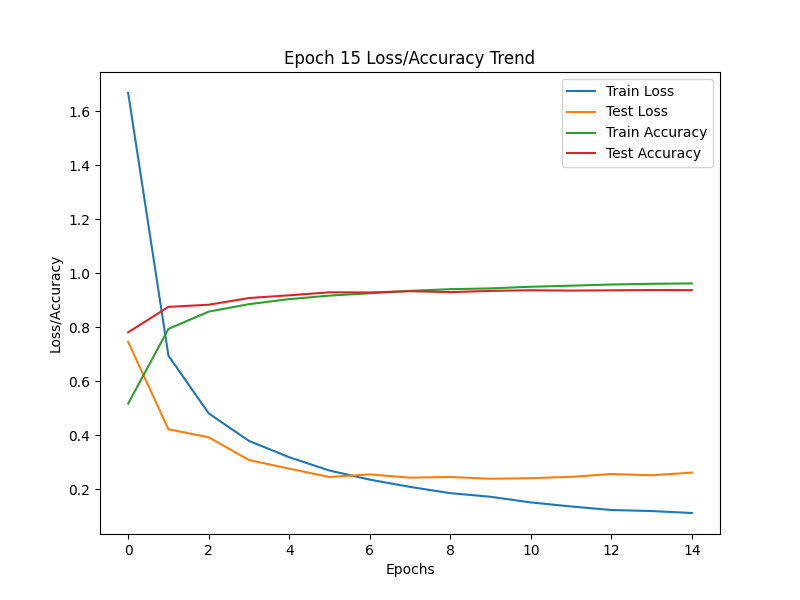 Epoch 15 Loss/Accuracy Trend
Train Loss
Test Loss
Train Accuracy
Test Accuracy
Loss/Accuracy
1.6
1.4
1.2
1.0
0.8
0.6
0.4
0.2
0 2 4 6 8 10 12 14
Epochs